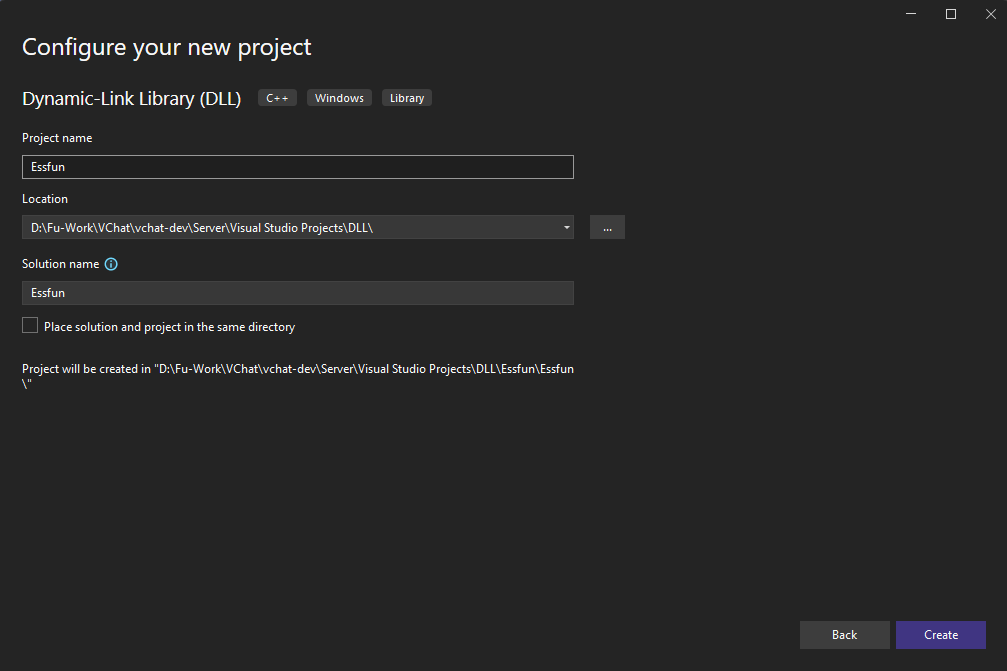 Configure your new project
Dynamic-Link Library (DLL) C++ Windows Library
Project name
Essfun
Location
D:\Fu-Work\VChat\vchat-dev\Server\Visual Studio Projects\DLL\
...
Solution name
Essfun
Place solution and project in the same directory
Project will be created in "D:\Fu-Work\VChat\vchat-dev\Server\Visual Studio Projects\DLL\Essfun\Essfun
\"
Back Create